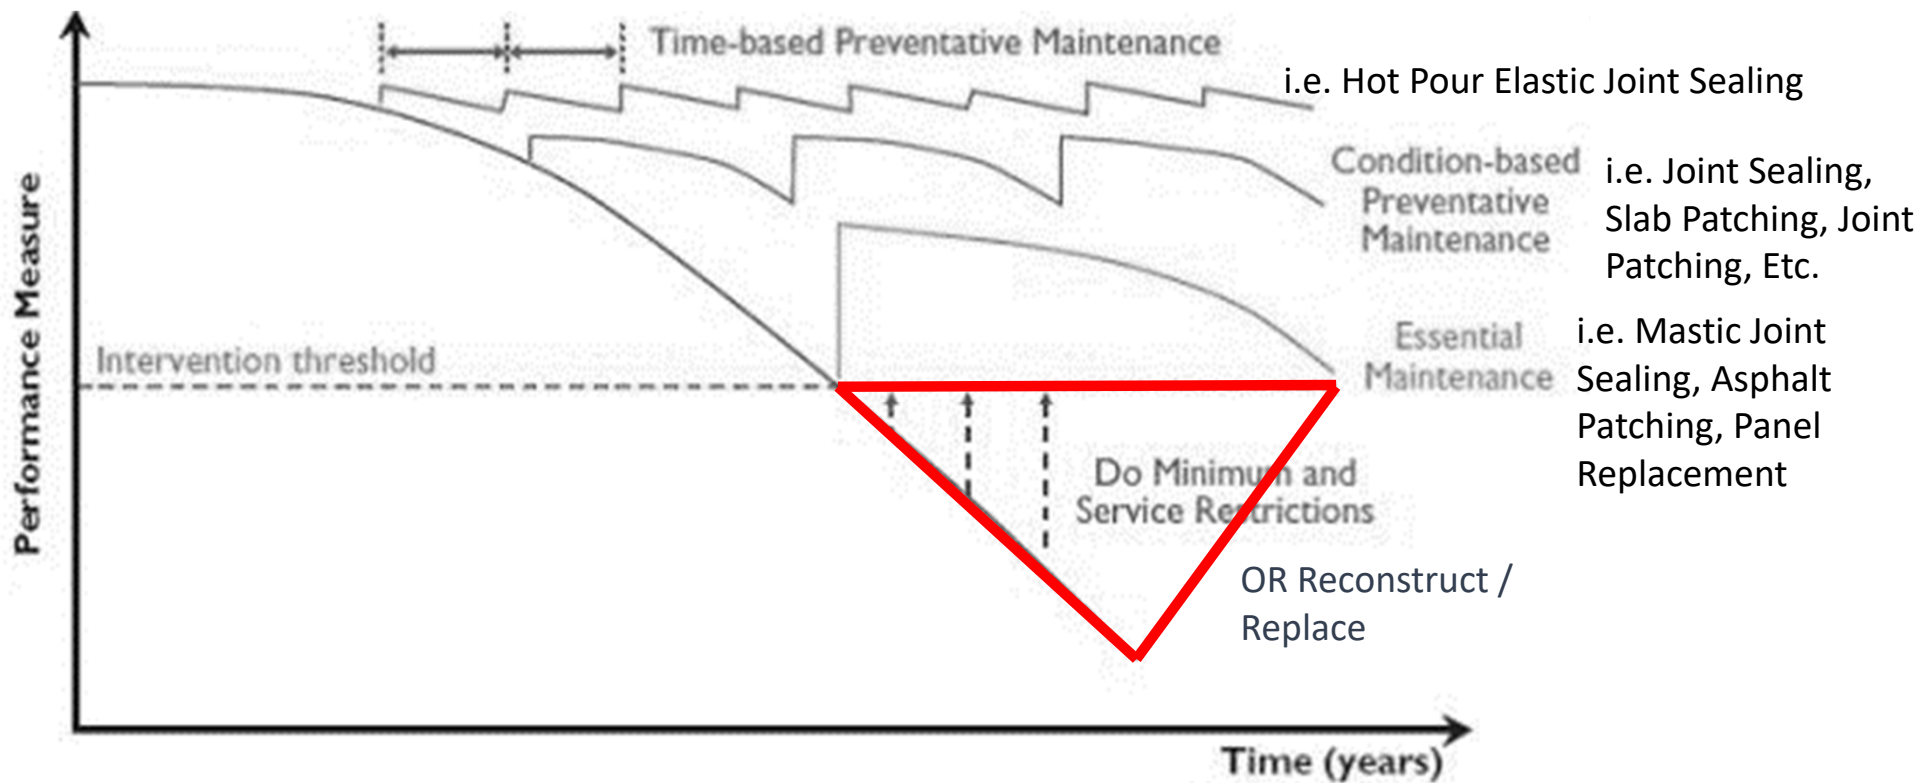 Time-based Preventative Maintenance
i.e. Hot Pour Elastic Joint Sealing
Condition-based
Preventative
Maintenance
i.e. Joint Sealing,
Slab Patching, Joint
Patching, Etc.
Performance Measure
Intervention threshold
Essential
Maintenance
i.e. Mastic Joint
Sealing, Asphalt
Patching, Panel
Replacement
Do Minimum and
Service Restrictions
OR Reconstruct /
Replace
Time (years)